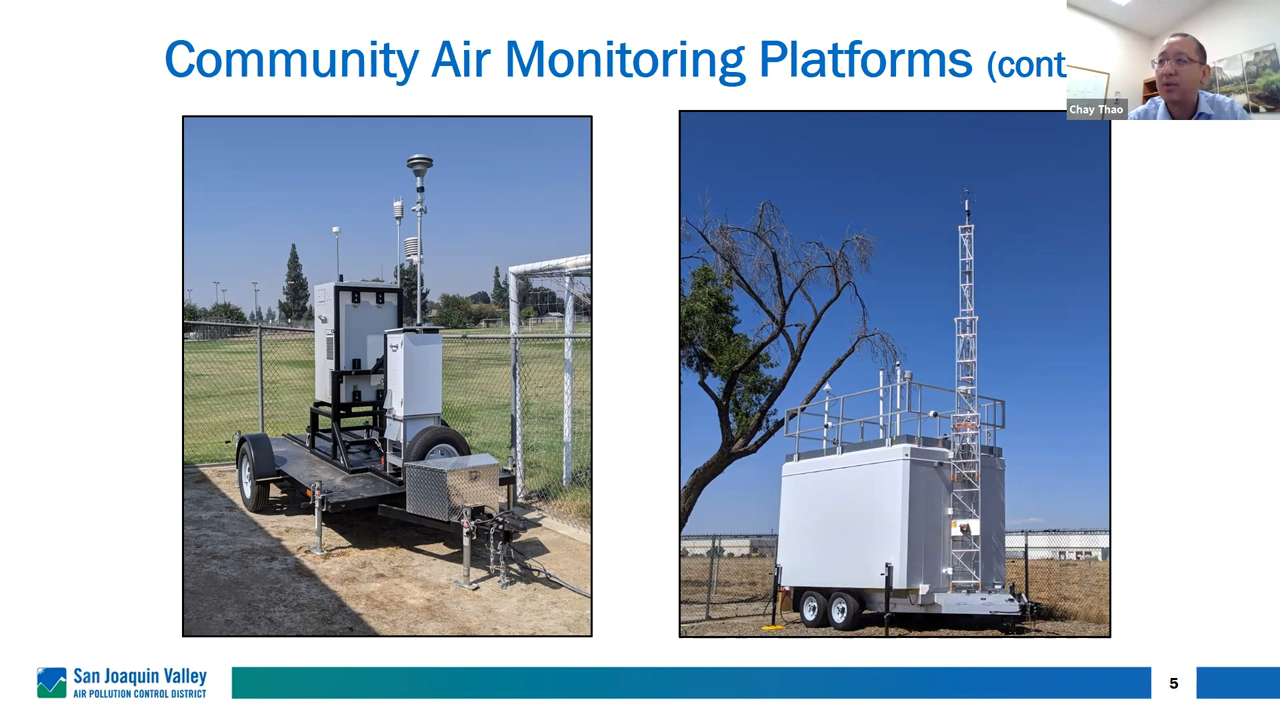 Community Air Monitoring Platforms (cont
Chay Thao
San Joaquin Valley
AIR POLLUTION CONTROL DISTRICT
5